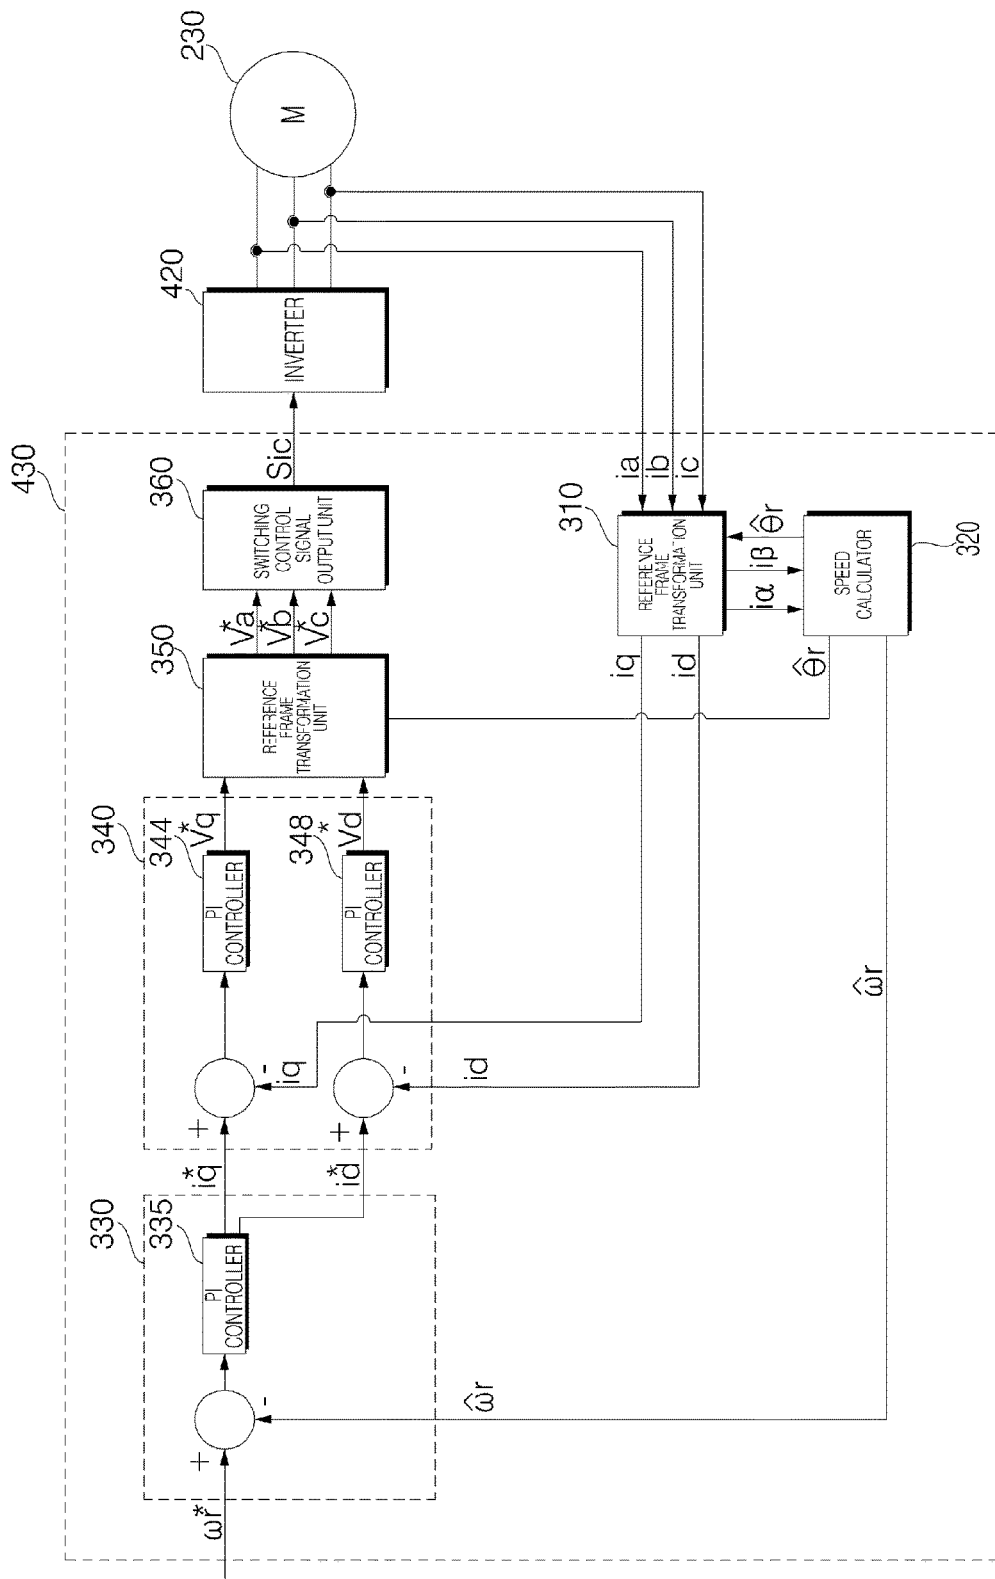 430
ω*r
+
-
ω̂r
330
335
PI
CONTROLLER
i*q
i*d
340
+
-
iq
344
PI
CONTROLLER
V*q
+
-
id
348
PI
CONTROLLER
V*d
350
REFERENCE
FRAME
TRANSFORMATION
UNIT
V*a
V*b
V*c
360
SWITCHING
CONTROL
SIGNAL
OUTPUT UNIT
Sic
420
INVERTER
230
M
iq
id
310
REFERENCE
FRAME
TRANSFORMATION
UNIT
ia
ib
ic
iα
iβ
θ̂r
θ̂r
SPEED
CALCULATOR
320
ω̂r